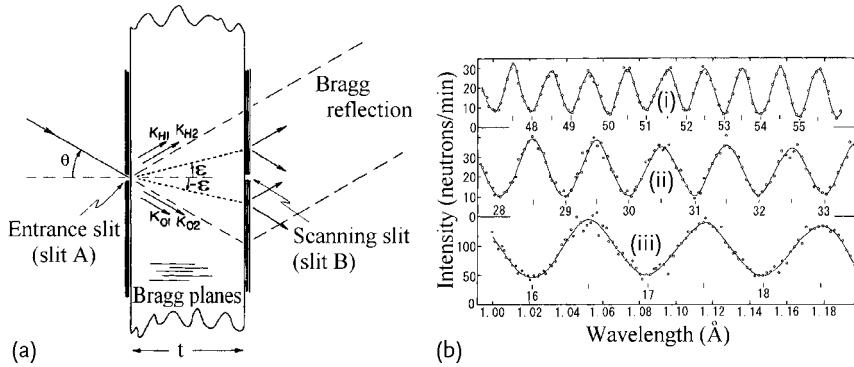 θ
K_H1 K_H2
ε
-ε
K_O1 K_O2
Bragg
reflection
Entrance slit
(slit A)
Scanning slit
(slit B)
Bragg planes
t
(a)
Intensity (neutrons/min)
30
20
10
0
(i)
48 49 50 51 52 53 54 55
30
20
10
0
(ii)
28 29 30 31 32 33
100
50
0
(iii)
16 17 18
1.00 1.02 1.04 1.06 1.08 1.10 1.12 1.14 1.16 1.18
Wavelength (Å)
(b)